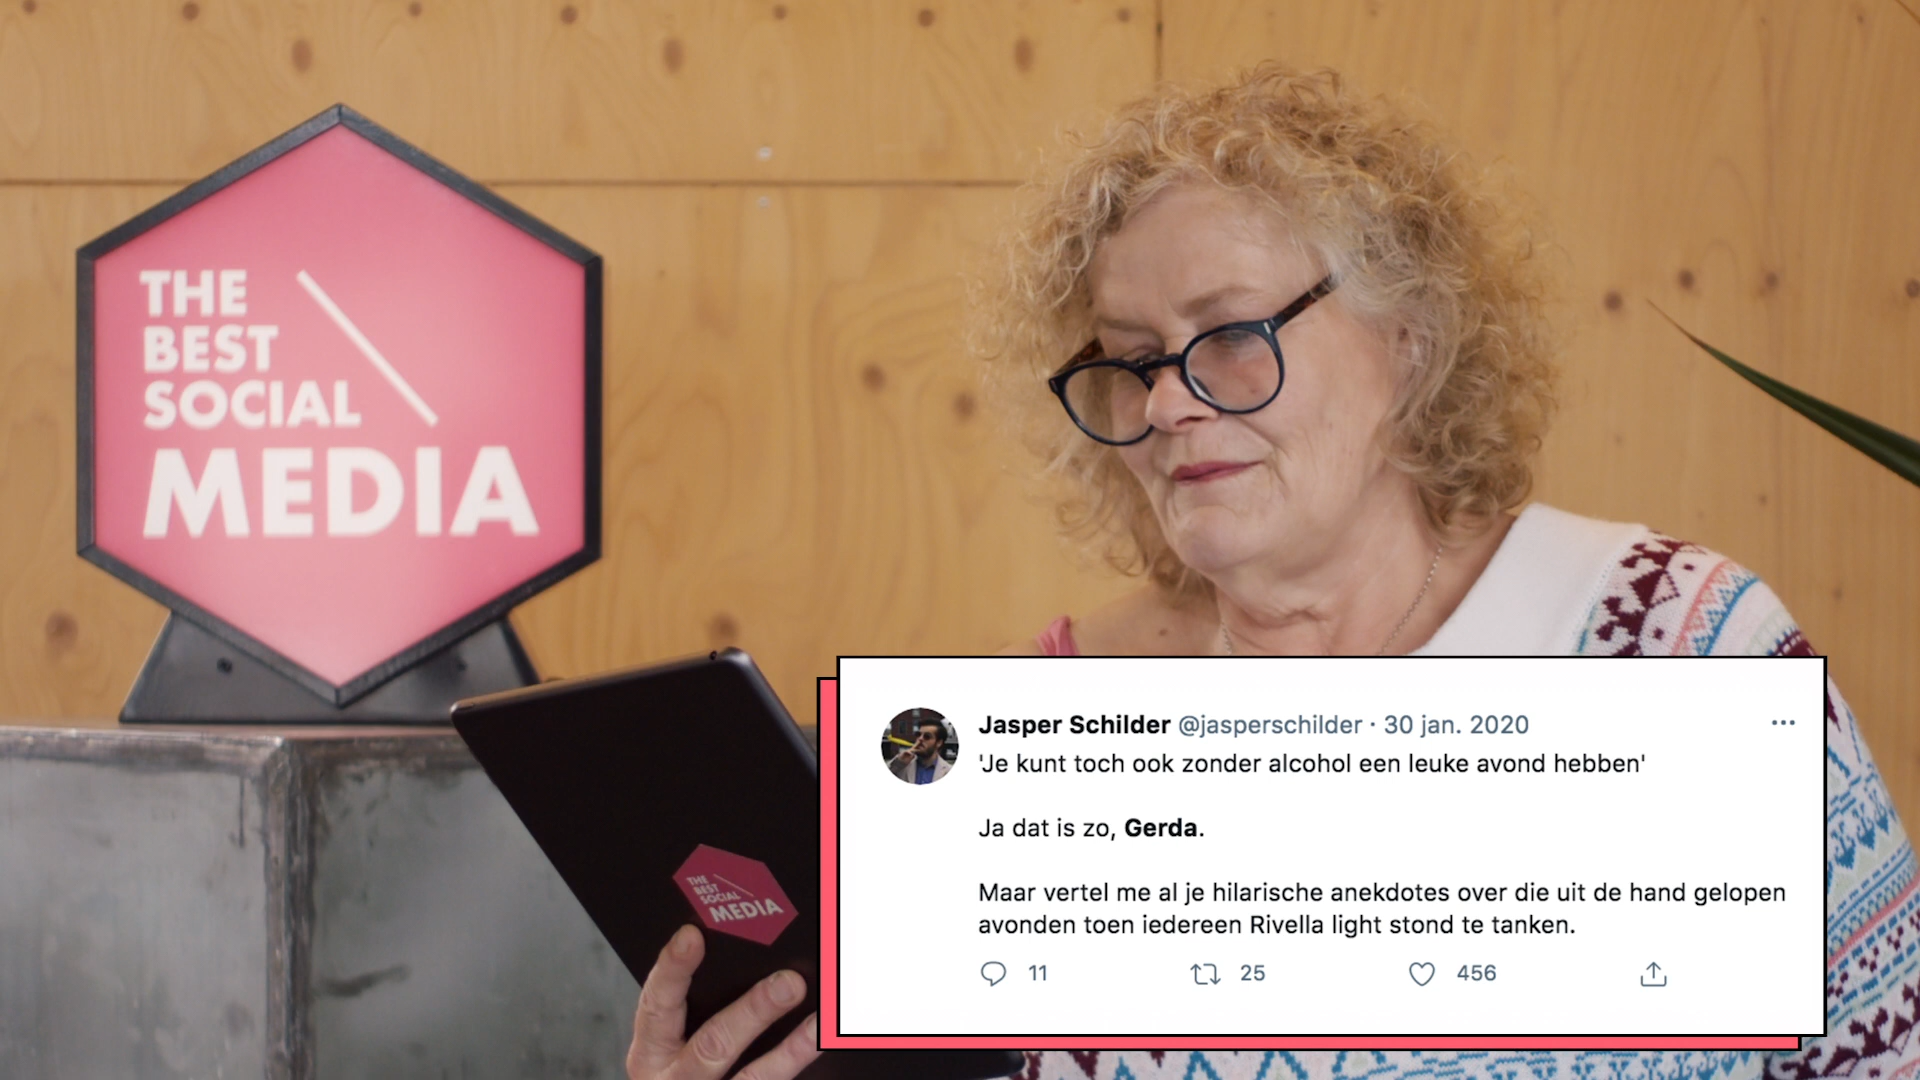 THE
BEST
SOCIAL
MEDIA
THE
BEST
SOCIAL
MEDIA
Jasper Schilder @jasperschilder · 30 jan. 2020
'Je kunt toch ook zonder alcohol een leuke avond hebben'
Ja dat is zo, Gerda.
Maar vertel me al je hilarische anekdotes over die uit de hand gelopen
avonden toen iedereen Rivella light stond te tanken.
11 25 456